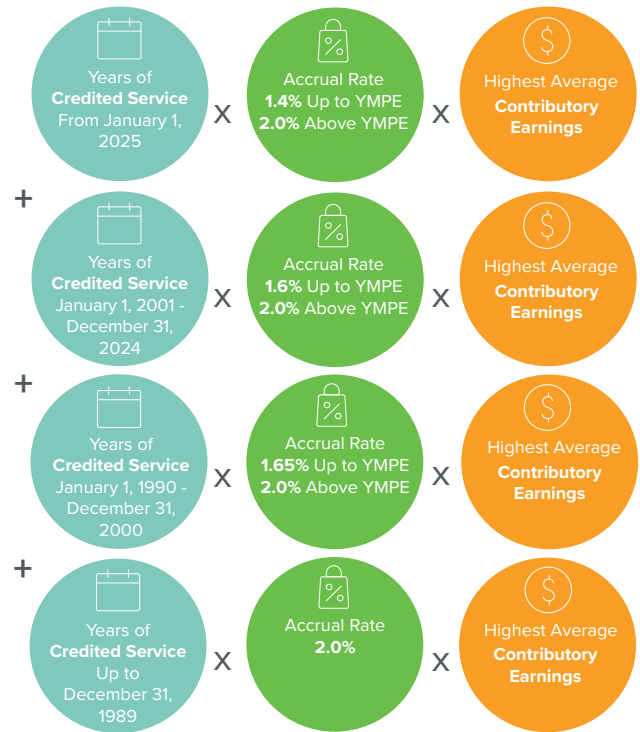 Years of
Credited Service
From January 1,
2025
X
Accrual Rate
1.4% Up to YMPE
2.0% Above YMPE
X
$
Highest Average
Contributory
Earnings
+
Years of
Credited Service
January 1, 2001 -
December 31,
2024
X
%
Accrual Rate
1.6% Up to YMPE
2.0% Above YMPE
X
$
Highest Average
Contributory
Earnings
+
Years of
Credited Service
January 1, 1990 -
December 31,
2000
X
%
Accrual Rate
1.65% Up to YMPE
2.0% Above YMPE
X
$
Highest Average
Contributory
Earnings
+
Years of
Credited Service
Up to
December 31,
1989
X
%
Accrual Rate
2.0%
X
$
Highest Average
Contributory
Earnings